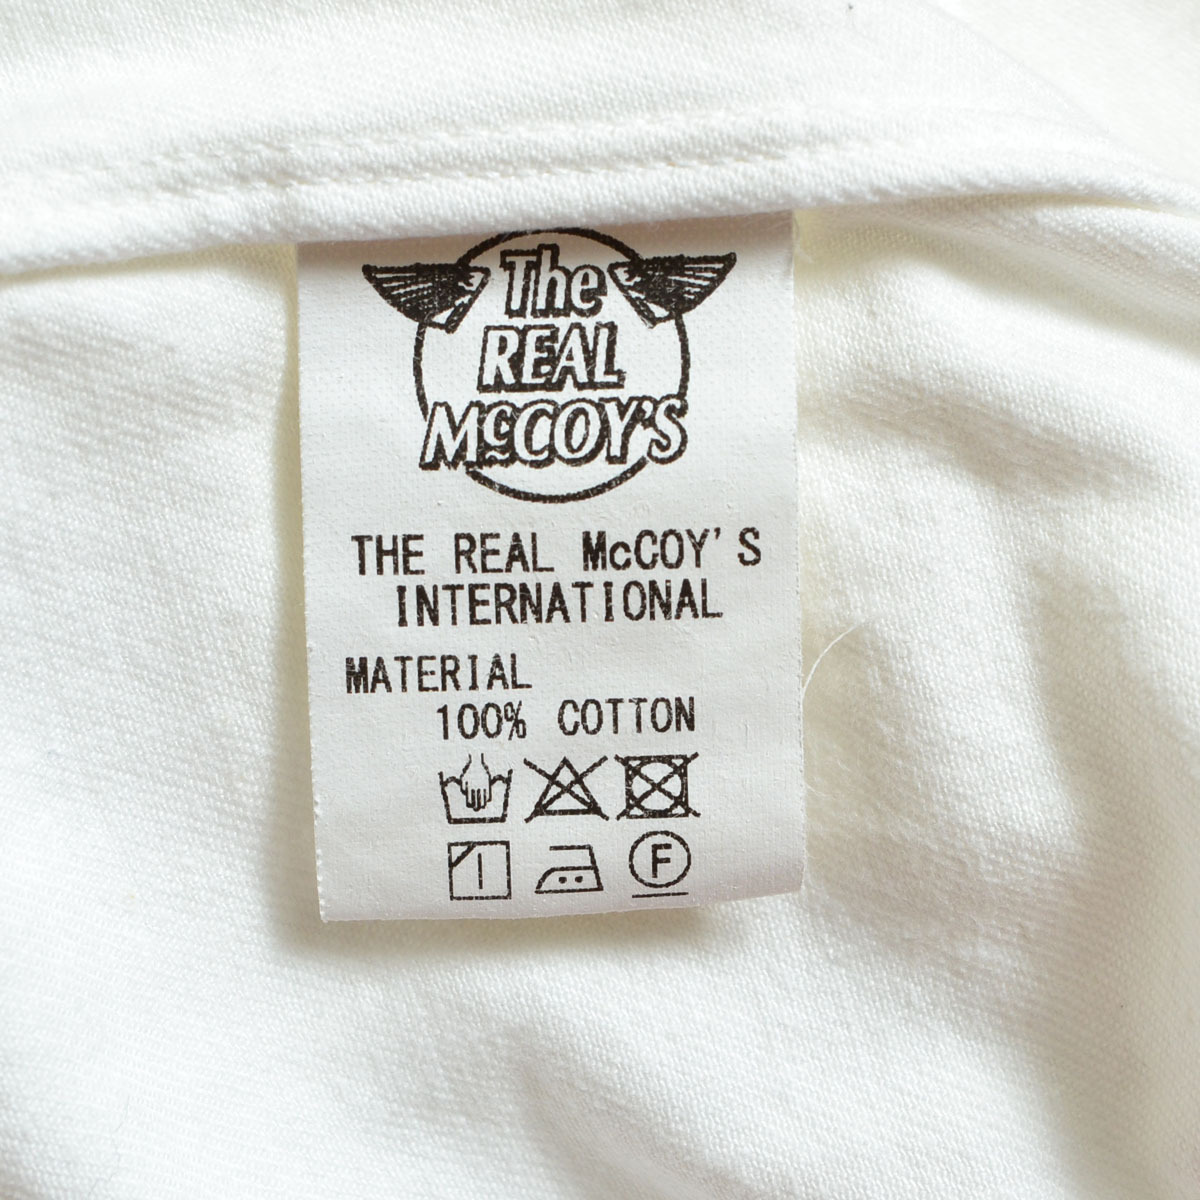 The
REAL
McCOY'S
THE REAL McCOY'S
INTERNATIONAL
MATERIAL
100% COTTON
F